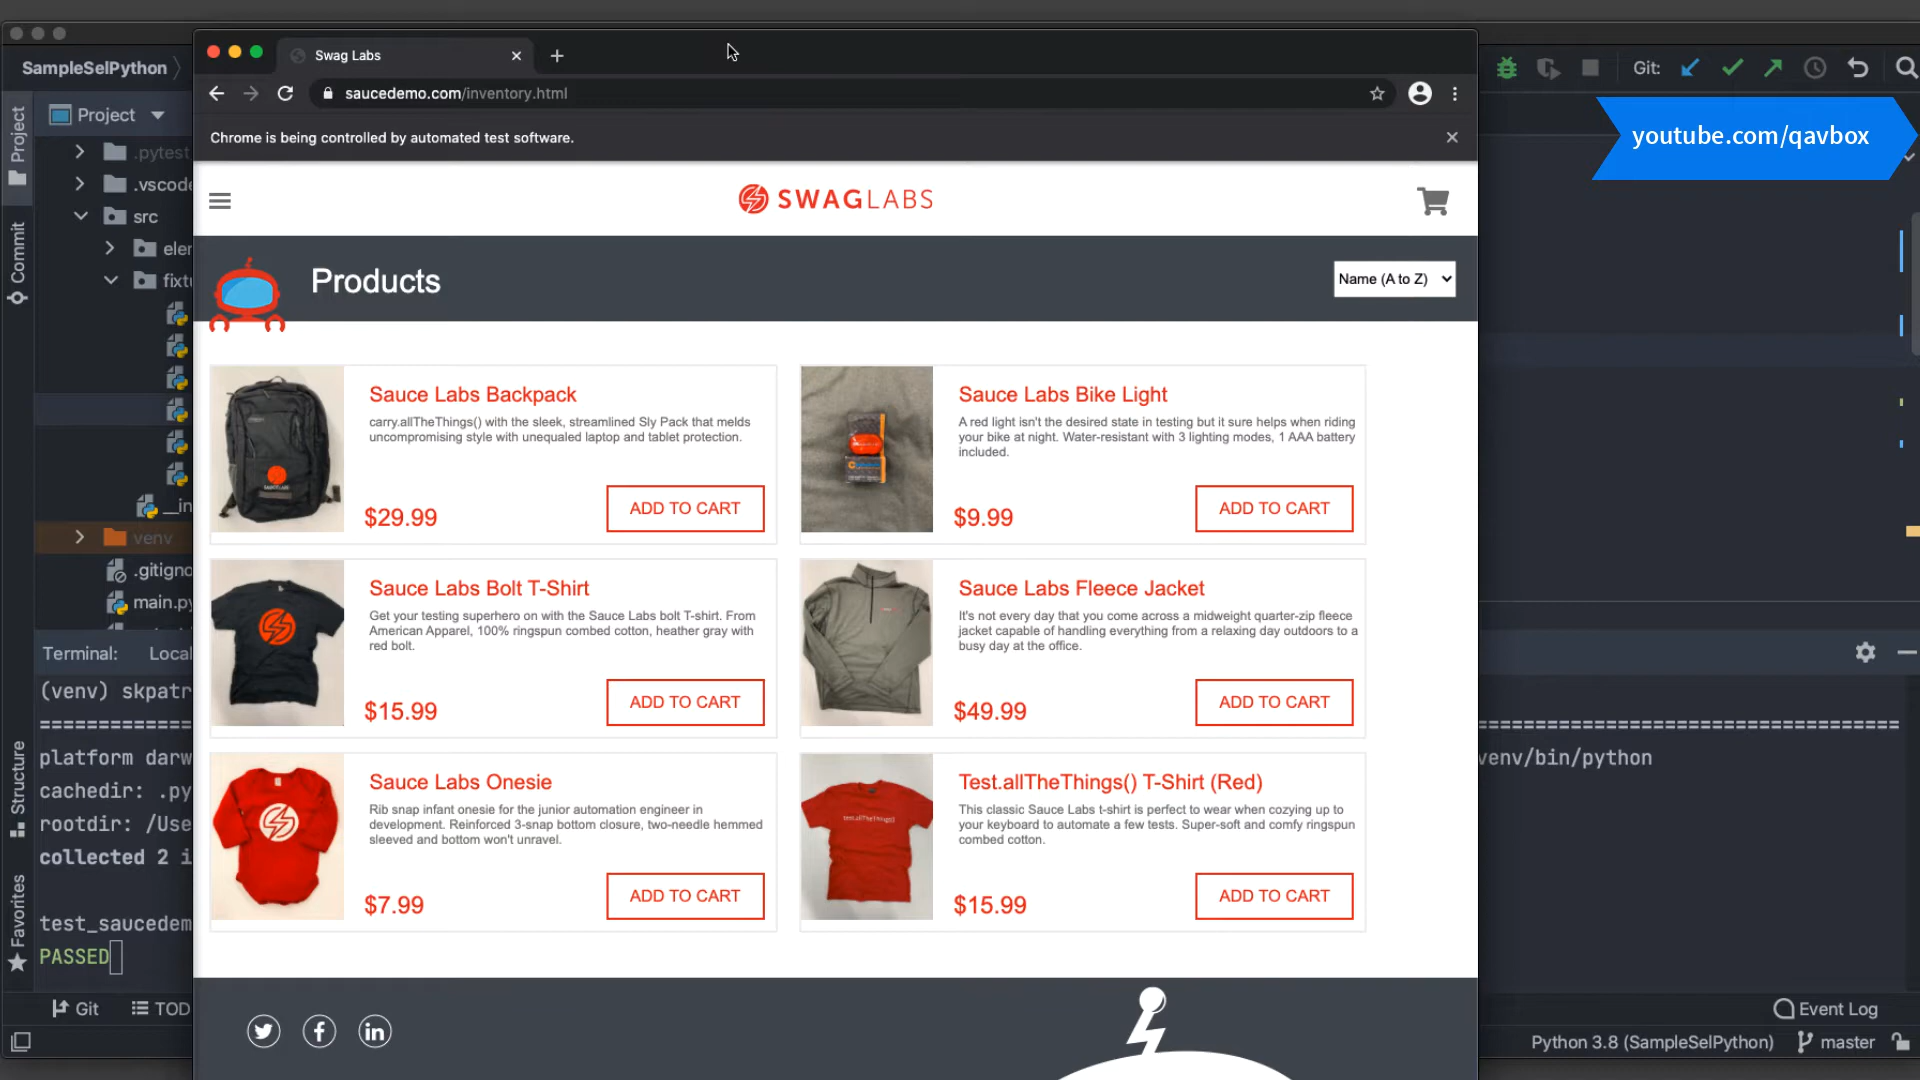 SampleSelPython
Swag Labs
saucedemo.com/inventory.html
Chrome is being controlled by automated test software.
Git:
youtube.com/qavbox
Project
Project
.pytest
.vscode
src
Commit
venv
.gitigno
main.py
SWAGLABS
Products
Name (A to Z)
Sauce Labs Backpack
carry.allTheThings() with the sleek, streamlined Sly Pack that melds
uncompromising style with unequaled laptop and tablet protection.
$29.99
ADD TO CART
Sauce Labs Bike Light
A red light isn't the desired state in testing but it sure helps when riding
your bike at night. Water-resistant with 3 lighting modes, 1 AAA battery
included.
$9.99
ADD TO CART
Sauce Labs Bolt T-Shirt
Get your testing superhero on with the Sauce Labs bolt T-shirt. From
American Apparel, 100% ringspun combed cotton, heather gray with
red bolt.
$15.99
ADD TO CART
Sauce Labs Fleece Jacket
It's not every day that you come across a midweight quarter-zip fleece
jacket capable of handling everything from a relaxing day outdoors to a
busy day at the office.
$49.99
ADD TO CART
Sauce Labs Onesie
Rib snap infant onesie for the junior automation engineer in
development. Reinforced 3-snap bottom closure, two-needle hemmed
sleeved and bottom won't unravel.
$7.99
ADD TO CART
Test.allTheThings() T-Shirt (Red)
This classic Sauce Labs t-shirt is perfect to wear when cozying up to
your keyboard to automate a few tests. Super-soft and comfy ringspun
combed cotton.
$15.99
ADD TO CART
Terminal: Local
(venv) skpatr
platform darw
cachedir: .py
rootdir: /Use
collected 2 i
test_saucedem
PASSED
venv/bin/python
Structure
Favorites
Git
TOD
Event Log
Python 3.8 (SampleSelPython)
master